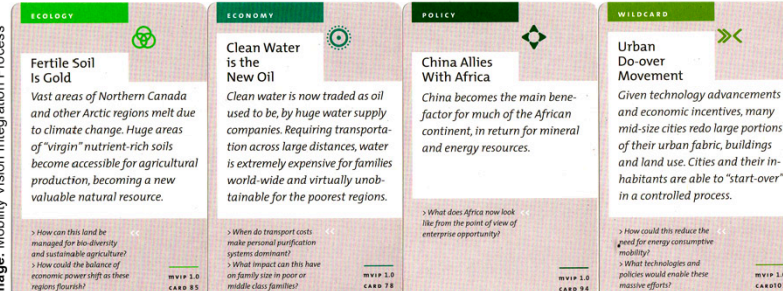 Image: Mobility Vision Integration Process
ECOLOGY
Fertile Soil
Is Gold
Vast areas of Northern Canada
and other Arctic regions melt due
to climate change. Huge areas
of "virgin" nutrient-rich soils
become accessible for agricultural
production, becoming a new
valuable natural resource.
> How can this land be
managed for bio-diversity
and sustainable agriculture?
> How could the balance of
economic power shift as these
regions flourish?
MVIP 1.0
CARD 85
ECONOMY
Clean Water
is the
New Oil
Clean water is now traded as oil
used to be, by huge water supply
companies. Requiring transporta-
tion across large distances, water
is extremely expensive for families
world-wide and virtually unob-
tainable for the poorest regions.
> When do transport costs
make personal purification
systems dominant?
> What impact can this have
on family size in poor or
middle class families?
MVIP 1.0
CARD 78
POLICY
China Allies
With Africa
China becomes the main bene-
factor for much of the African
continent, in return for mineral
and energy resources.
> What does Africa now look
like from the point of view of
enterprise opportunity?
MVIP 1.0
CARD 94
WILDCARD
Urban
Do-over
Movement
Given technology advancements
and economic incentives, many
mid-size cities redo large portions
of their urban fabric, buildings
and land use. Cities and their in-
habitants are able to "start-over"
in a controlled process.
> How could this reduce the
need for energy consumptive
mobility?
> What technologies and
policies would enable these
massive efforts?
MVIP 1.0